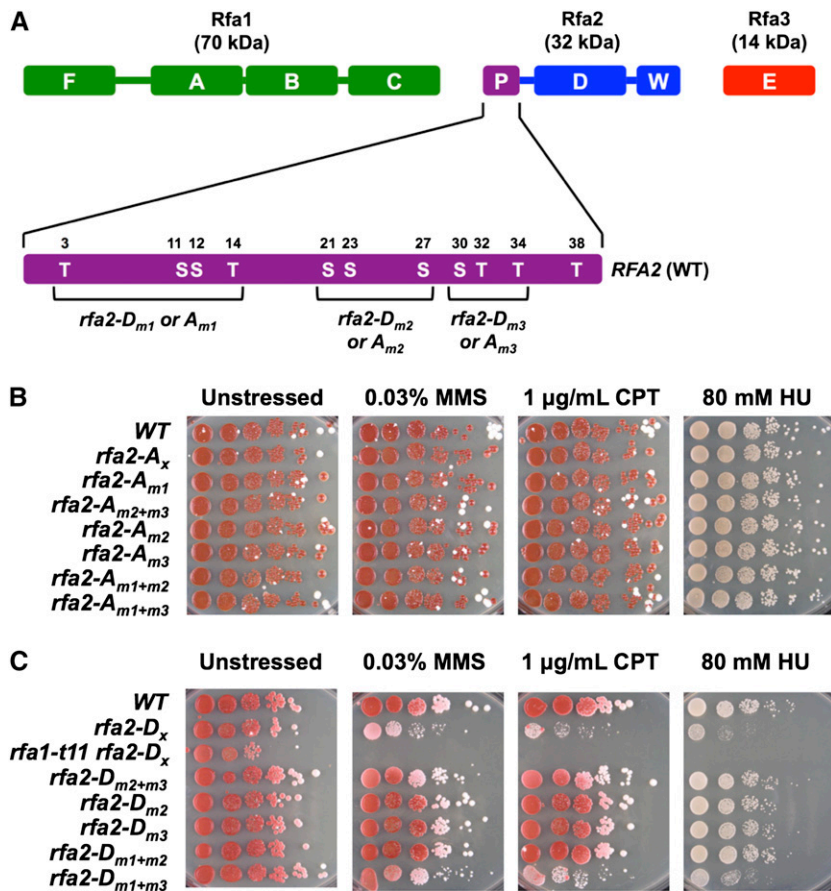 A
Rfa1 Rfa2 Rfa3
(70 kDa) (32 kDa) (14 kDa)
F A B C P D W E
3 11 12 14 21 23 27 30 32 34 38
T S S T S S S S T T T RFA2 (WT)
rfa2-Dm1 or Am1 rfa2-Dm2 rfa2-Dm3
or Am2 or Am3
B Unstressed 0.03% MMS 1 µg/mL CPT 80 mM HU
WT
rfa2-Ax
rfa2-Am1
rfa2-Am2+m3
rfa2-Am2
rfa2-Am3
rfa2-Am1+m2
rfa2-Am1+m3
C Unstressed 0.03% MMS 1 µg/mL CPT 80 mM HU
WT
rfa2-Dx
rfa1-t11 rfa2-Dx
rfa2-Dm2+m3
rfa2-Dm2
rfa2-Dm3
rfa2-Dm1+m2
rfa2-Dm1+m3